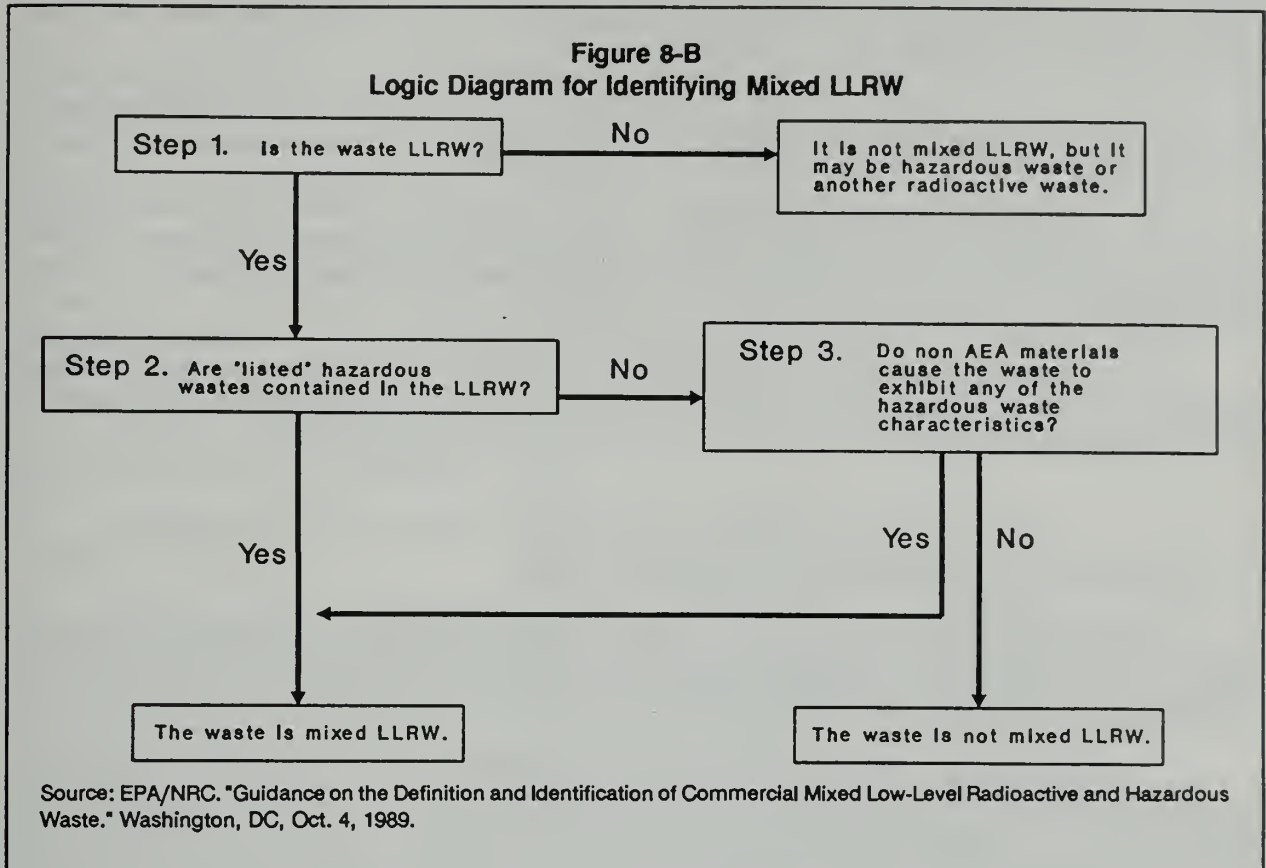 Figure 8-B
Logic Diagram for Identifying Mixed LLRW
Step 1. Is the waste LLRW?
No
It is not mixed LLRW, but it
may be hazardous waste or
another radioactive waste.
Yes
Step 2. Are "listed" hazardous
wastes contained in the LLRW?
No
Step 3. Do non AEA materials
cause the waste to
exhibit any of the
hazardous waste
characteristics?
Yes
Yes
No
The waste is mixed LLRW.
The waste is not mixed LLRW.
Source: EPA/NRC. "Guidance on the Definition and Identification of Commercial Mixed Low-Level Radioactive and Hazardous
Waste." Washington, DC, Oct. 4, 1989.